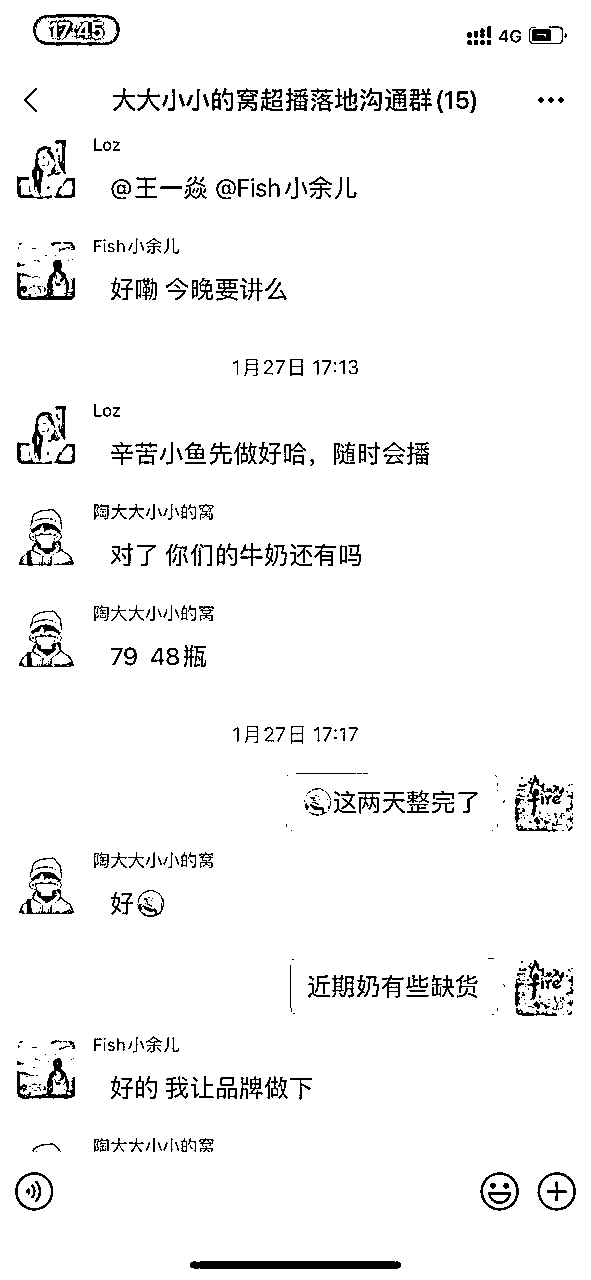 17:45
4G
大大小小的窝超播落地沟通群(15)
Loz
@王一焱 @Fish小余儿
Fish小余儿
好嘞 今晚要讲么
1月27日 17:13
Loz
辛苦小鱼先做好哈，随时会播
陶大大小小的窝
对了 你们的牛奶还有吗
陶大大小小的窝
79 48瓶
1月27日 17:17
这两天整完了
fire
陶大大小小的窝
好
近期奶有些缺货
fire
Fish小余儿
好的 我让品牌做下
陶大大小小的窝